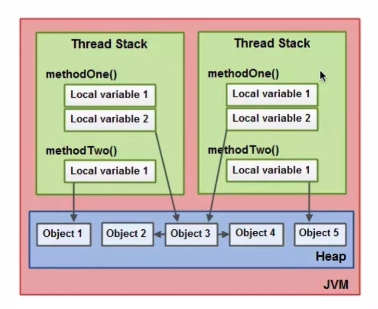 Thread Stack
methodOne()
Local variable 1
Local variable 2
methodTwo()
Local variable 1
Thread Stack
methodOne()
Local variable 1
Local variable 2
methodTwo()
Local variable 1
Object 1
Object 2
Object 3
Object 4
Object 5
Heap
JVM